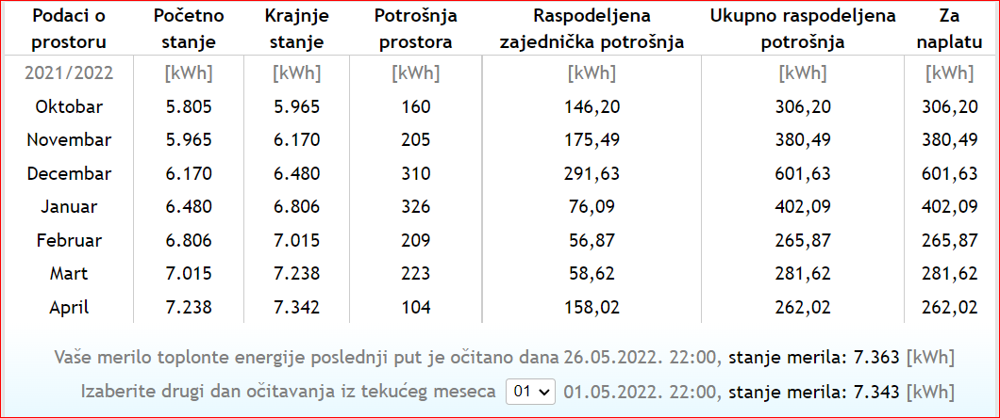 Podaci o prostoru Početno stanje Krajnje stanje Potrošnja prostora Raspodeljena zajednička potrošnja Ukupno raspodeljena potrošnja Za naplatu
2021/2022 [kWh] [kWh] [kWh] [kWh] [kWh] [kWh]
Oktobar 5.805 5.965 160 146,20 306,20 306,20
Novembar 5.965 6.170 205 175,49 380,49 380,49
Decembar 6.170 6.480 310 291,63 601,63 601,63
Januar 6.480 6.806 326 76,09 402,09 402,09
Februar 6.806 7.015 209 56,87 265,87 265,87
Mart 7.015 7.238 223 58,62 281,62 281,62
April 7.238 7.342 104 158,02 262,02 262,02
Vaše merilo toplonte energije poslednji put je očitano dana 26.05.2022. 22:00, stanje merila: 7.363 [kWh]
Izaberite drugi dan očitavanja iz tekućeg meseca 01 01.05.2022. 22:00, stanje merila: 7.343 [kWh]